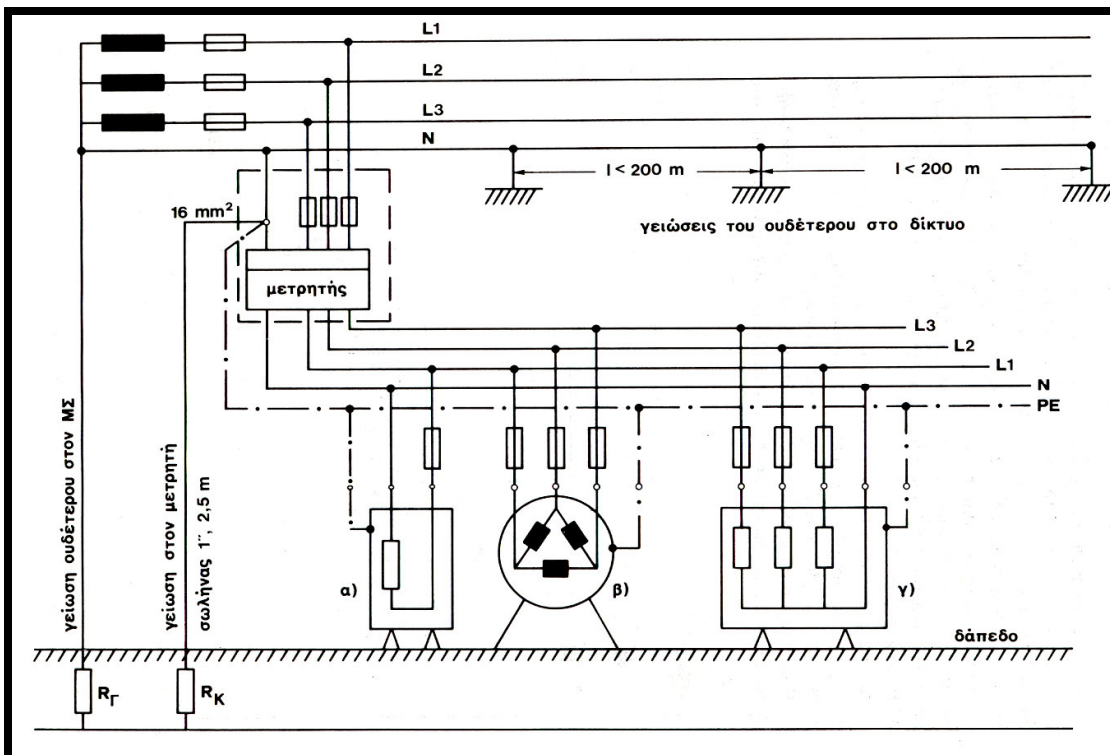 L1
L2
L3
N
l < 200 m
l < 200 m
16 mm²
γειώσεις του ουδέτερου στο δίκτυο
μετρητής
L3
L2
L1
N
PE
γείωση ουδέτερου στον ΜΣ
γείωση στον μετρητή
σωλήνας 1¨, 2,5 m
α)
β)
γ)
δάπεδο
RΓ
RK